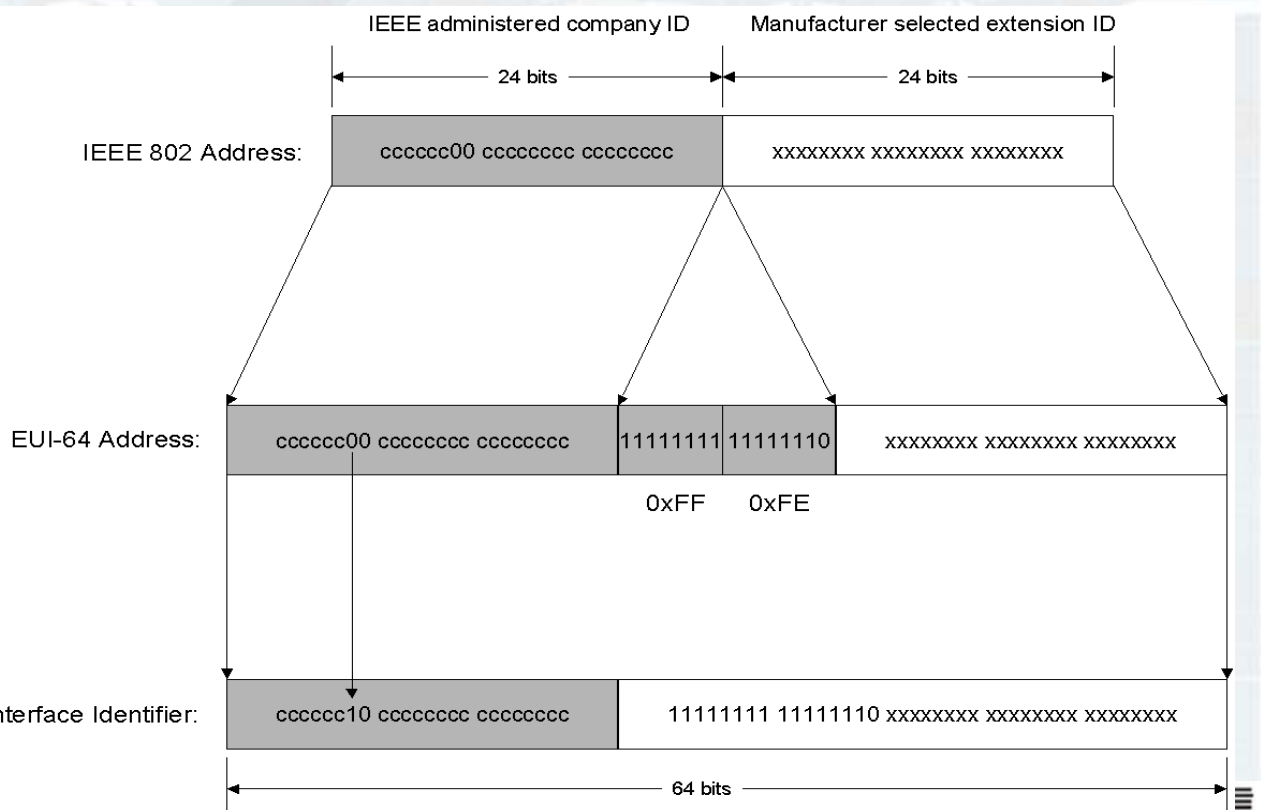 IEEE administered company ID Manufacturer selected extension ID
24 bits 24 bits
IEEE 802 Address: cccccc00 cccccccc cccccccc xxxxxxxx xxxxxxxx xxxxxxxx
EUI-64 Address: cccccc00 cccccccc cccccccc 11111111 11111110 xxxxxxxx xxxxxxxx xxxxxxxx
0xFF 0xFE
nterface Identifier: cccccc10 cccccccc cccccccc 11111111 11111110 xxxxxxxx xxxxxxxx xxxxxxxx
64 bits